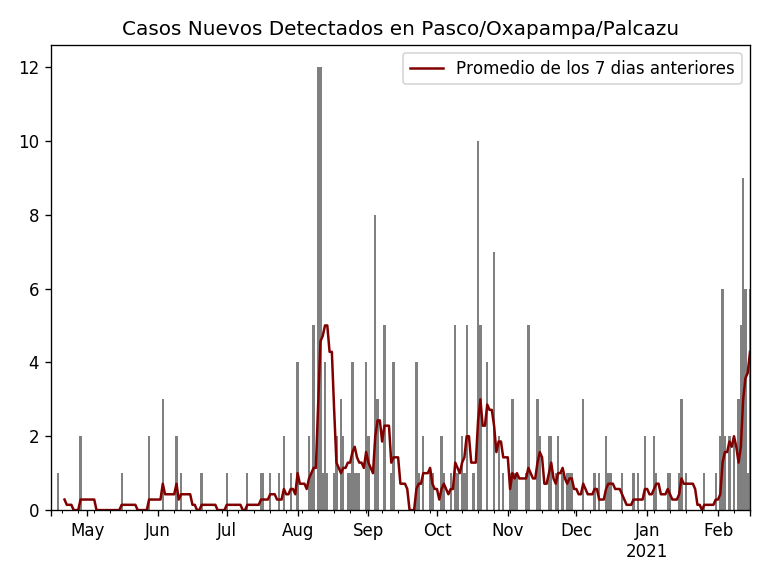 Casos Nuevos Detectados en Pasco/Oxapampa/Palcazu
Promedio de los 7 dias anteriores
12
10
8
6
4
2
0
May Jun Jul Aug Sep Oct Nov Dec Jan Feb
2021